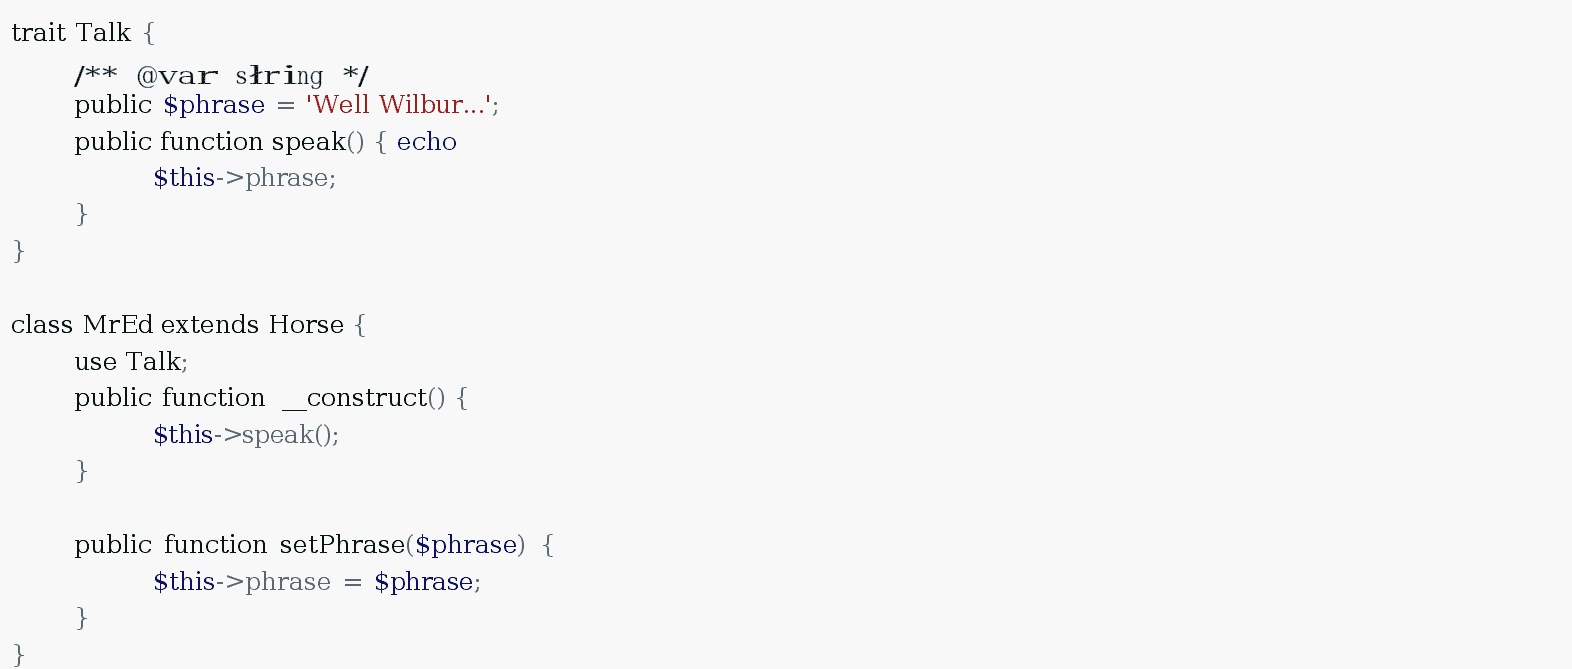 trait Talk {
/** @var słring */
public $phrase = 'Well Wilbur...';
public function speak() { echo
$this->phrase;
}
}
class MrEd extends Horse {
use Talk;
public function __construct() {
$this->speak();
}
public function setPhrase($phrase) {
$this->phrase = $phrase;
}
}